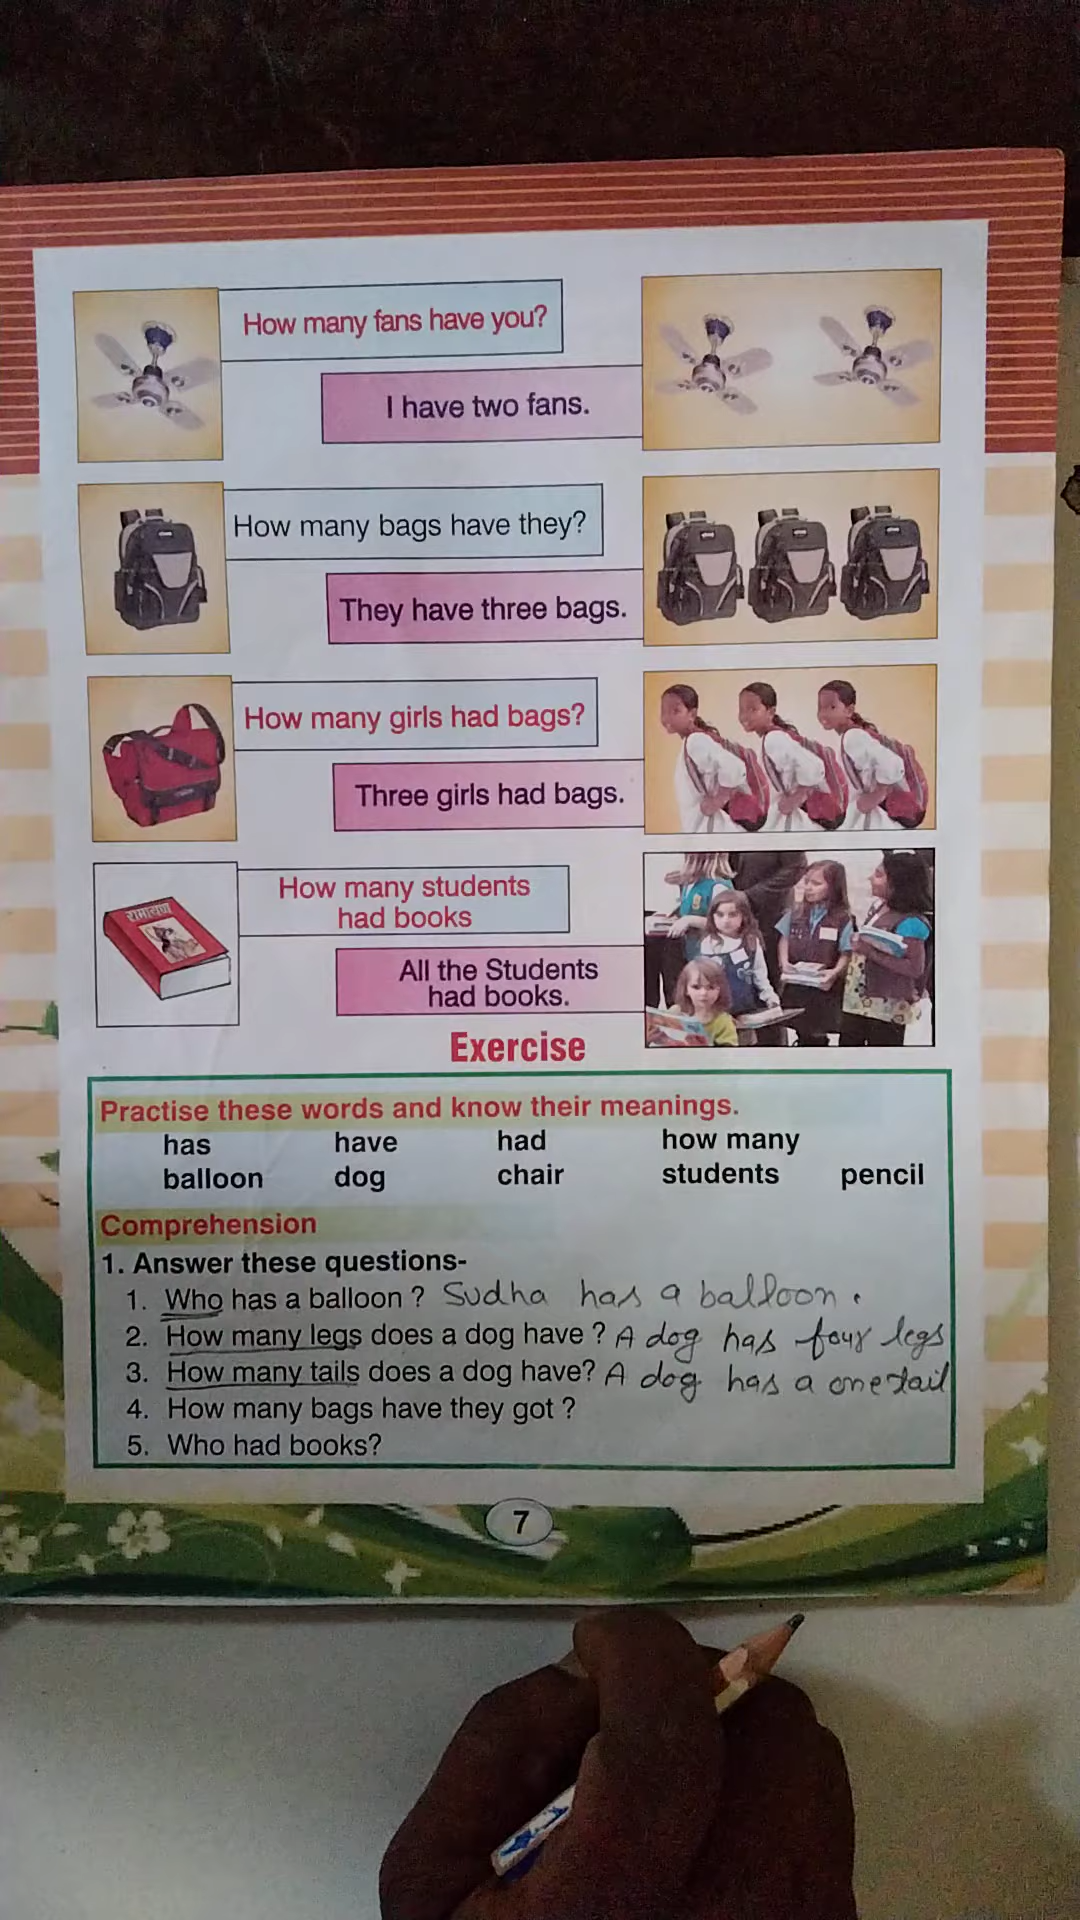 How many fans have you?
I have two fans.
How many bags have they?
They have three bags.
How many girls had bags?
Three girls had bags.
रामायण
How many students
had books
All the Students
had books.
Exercise
Practise these words and know their meanings.
has have had how many
balloon dog chair students pencil
Comprehension
1. Answer these questions-
1. Who has a balloon ? Sudha has a balloon.
2. How many legs does a dog have ? A dog has four legs
3. How many tails does a dog have? A dog has a one tail
4. How many bags have they got ?
5. Who had books?
7